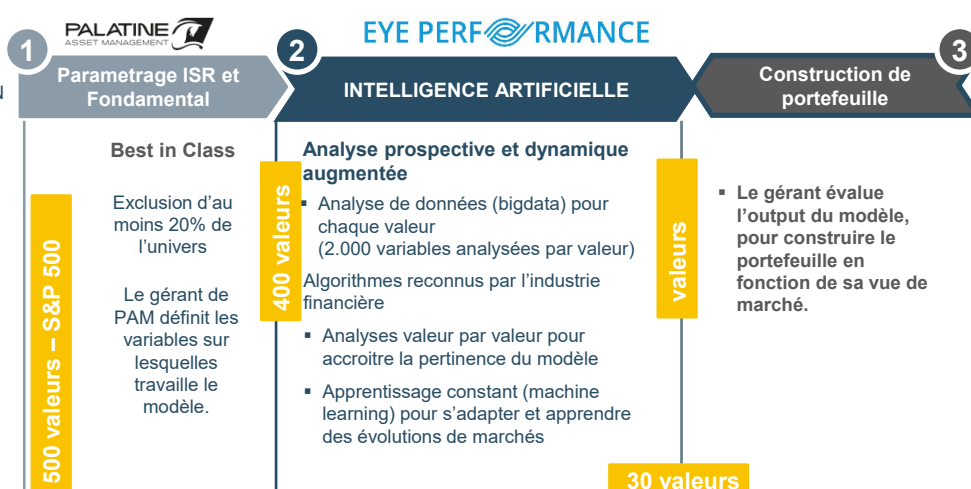 PALATINE
ASSET MANAGEMENT
EYE PERFORMANCE
1
2
3
N
Parametrage ISR et
Fondamental
INTELLIGENCE ARTIFICIELLE
Construction de
portefeuille
500 valeurs – S&P 500
Best in Class
Exclusion d’au
moins 20% de
l’univers
Le gérant de
PAM définit les
variables sur
lesquelles
travaille le
modèle.
400 valeurs
Analyse prospective et dynamique
augmentée
▪ Analyse de données (bigdata) pour
chaque valeur
(2.000 variables analysées par valeur)
Algorithmes reconnus par l’industrie
financière
▪ Analyses valeur par valeur pour
accroitre la pertinence du modèle
▪ Apprentissage constant (machine
learning) pour s’adapter et apprendre
des évolutions de marchés
valeurs
▪ Le gérant évalue
l’output du modèle,
pour construire le
portefeuille en
fonction de sa vue de
marché.
30 valeurs